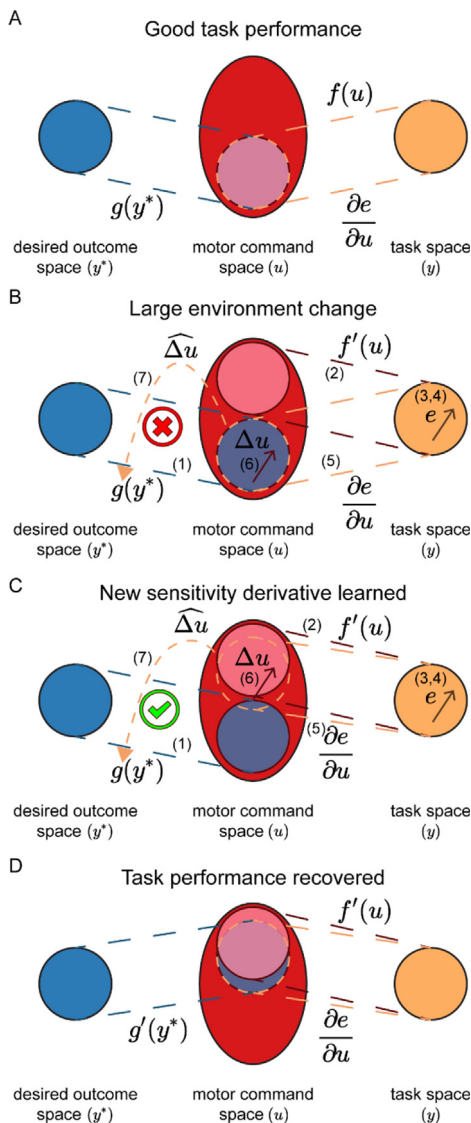 A
Good task performance
f(u)
g(y*)
∂e
∂u
desired outcome
space (y*)
motor command
space (u)
task space
(y)
B
Large environment change
Δu^
f′(u)
(7)
(2)
(3,4)
e
Δu
(6)
(1)
(5)
g(y*)
∂e
∂u
desired outcome
space (y*)
motor command
space (u)
task space
(y)
C
New sensitivity derivative learned
Δu^
(2)
f′(u)
(7)
Δu
(6)
(3,4)
e
(1)
(5)
g(y*)
∂e
∂u
desired outcome
space (y*)
motor command
space (u)
task space
(y)
D
Task performance recovered
f′(u)
g′(y*)
∂e
∂u
desired outcome
space (y*)
motor command
space (u)
task space
(y)